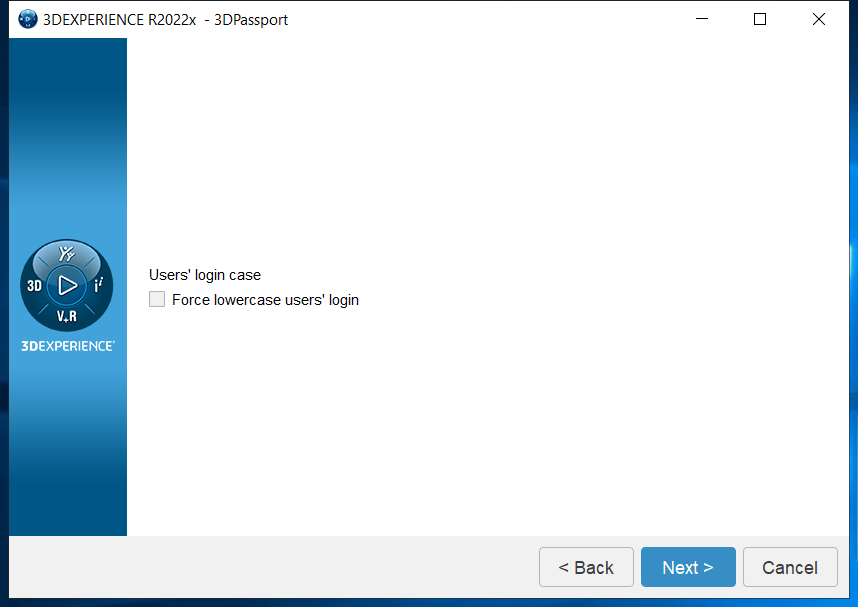 3DEXPERIENCE R2022x - 3DPassport
Users' login case
Force lowercase users' login
3D
i
V+R
3DEXPERIENCE
< Back
Next >
Cancel